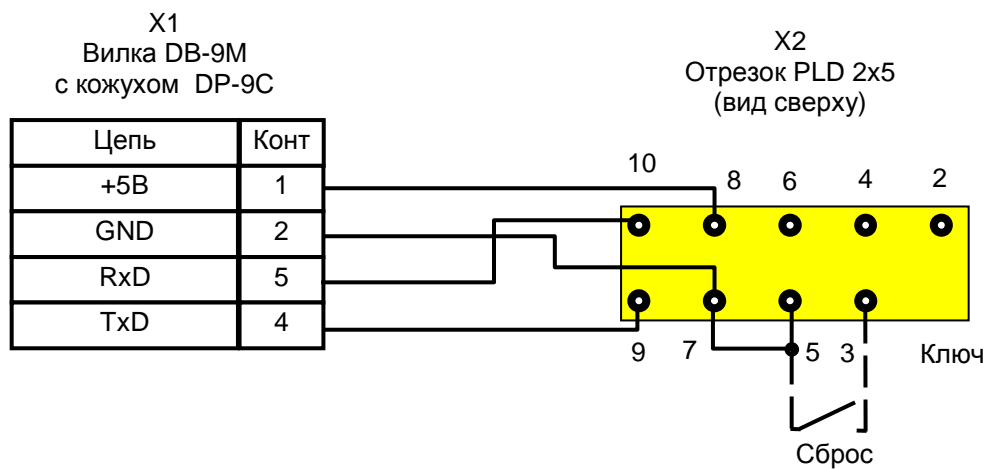 X1
Вилка DB-9M
с кожухом DP-9C
X2
Отрезок PLD 2x5
(вид сверху)
Цепь Конт
+5В 1
GND 2
RxD 5
TxD 4
10 8 6 4 2
9 7 5 3 Ключ
Сброс